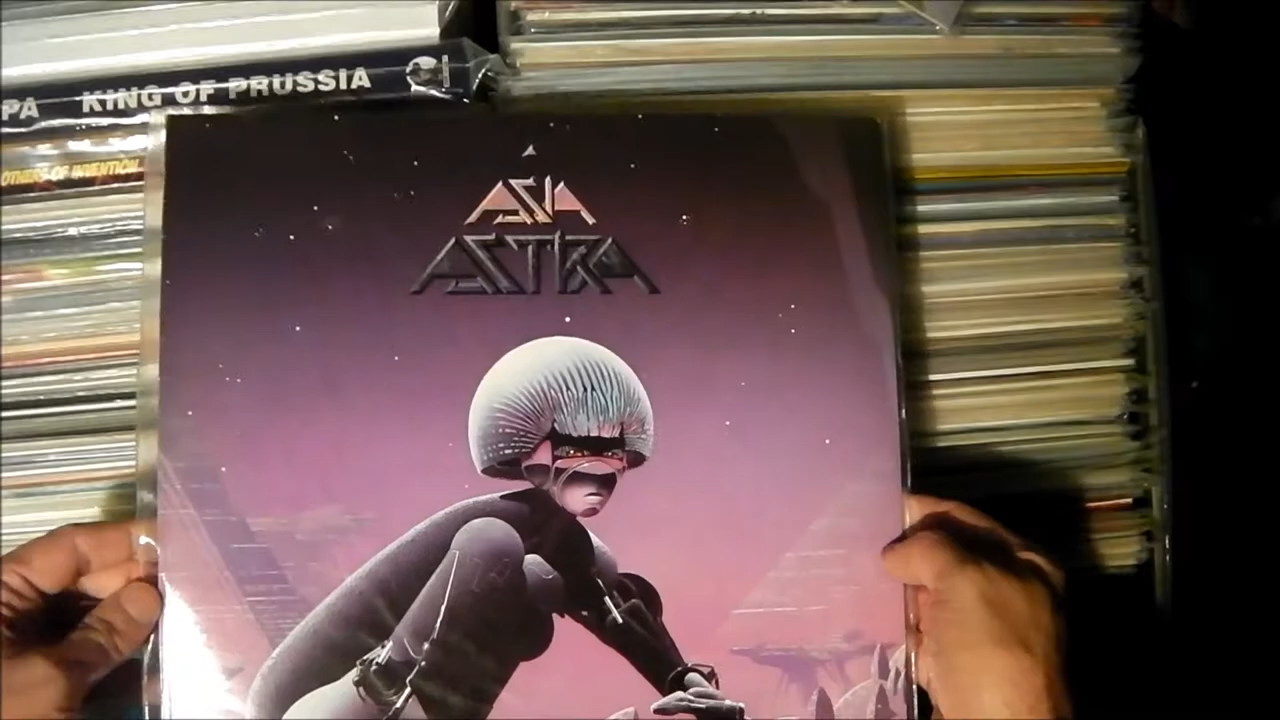 PA KING OF PRUSSIA
OTHERS OF INVENTION
ASIA
ASTRA